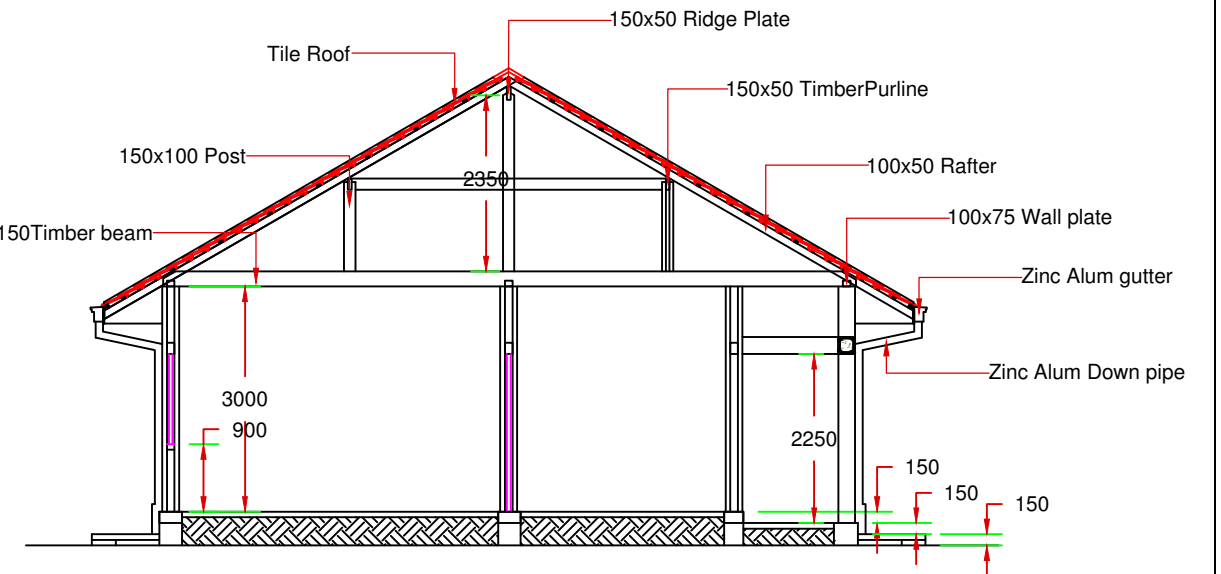 150x50 Ridge Plate
Tile Roof
150x50 TimberPurline
150x100 Post
2350
100x50 Rafter
100x75 Wall plate
150Timber beam
Zinc Alum gutter
Zinc Alum Down pipe
3000
900
2250
150
150
150